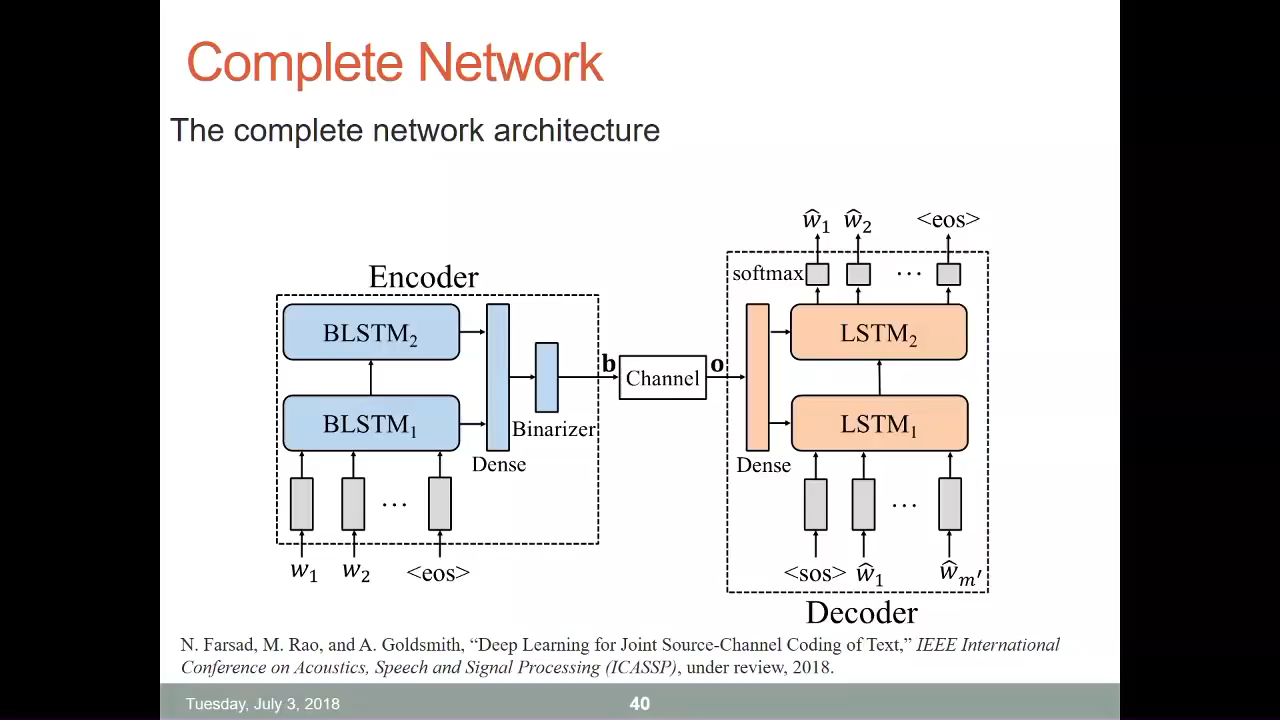 Complete Network
The complete network architecture
ŵ₁ ŵ₂ <eos>
softmax ...
Encoder
BLSTM₂
LSTM₂
b Channel o
BLSTM₁
Binarizer
LSTM₁
Dense
Dense
...
...
w₁ w₂ <eos>
<sos> ŵ₁ ŵₘ′
Decoder
N. Farsad, M. Rao, and A. Goldsmith, “Deep Learning for Joint Source-Channel Coding of Text,” IEEE International
Conference on Acoustics, Speech and Signal Processing (ICASSP), under review, 2018.
Tuesday, July 3, 2018 40